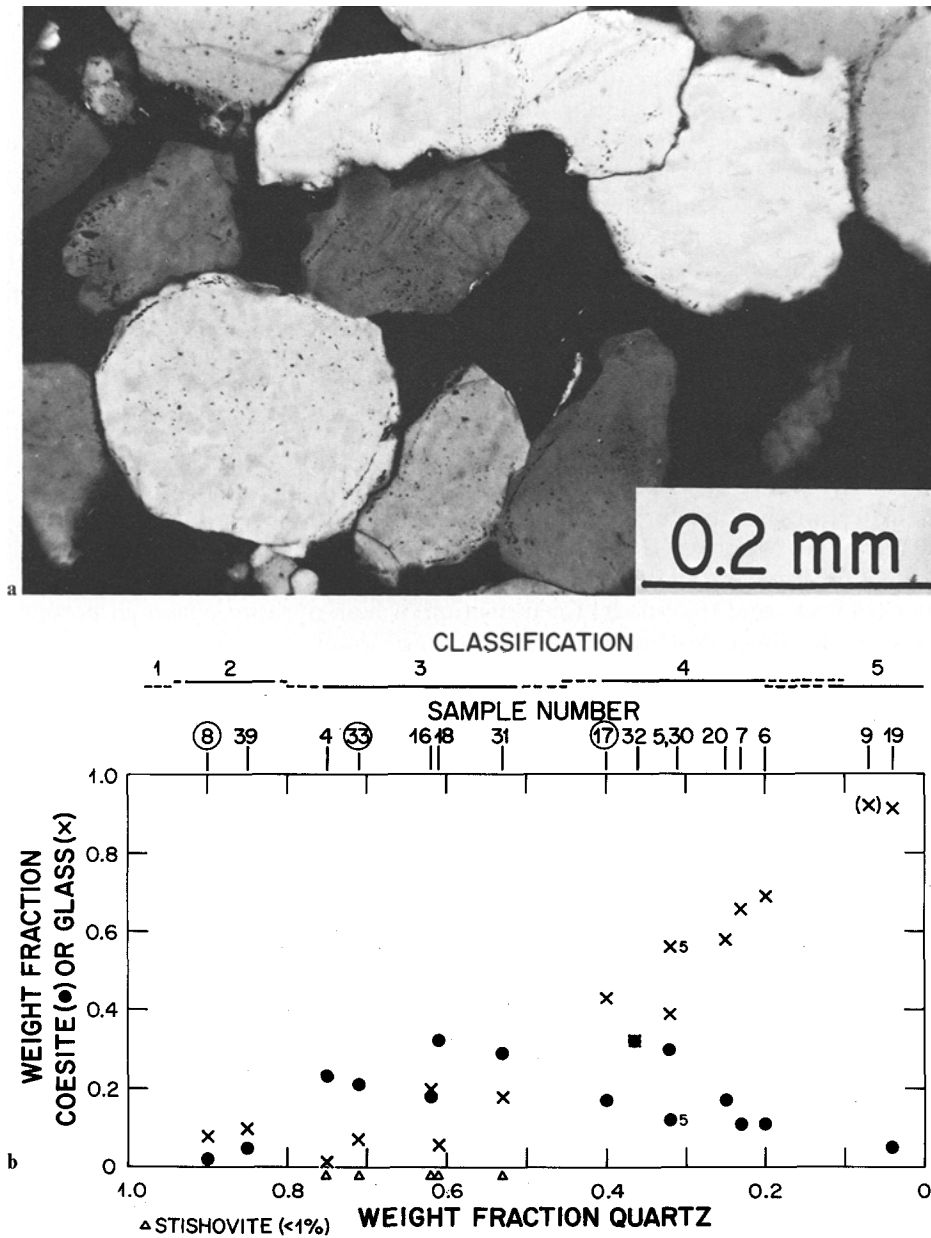 0.2 mm
a
CLASSIFICATION
1 2 3 4 5
SAMPLE NUMBER
8 39 4 33 16 18 31 17 32 5,30 20 7 6 9 19
1.0
0.8
0.6
0.4
0.2
0
WEIGHT FRACTION
COESITE (●) OR GLASS (×)
(×)
5
5
b
1.0 0.8 0.6 0.4 0.2 0
△ STISHOVITE (<1%)
WEIGHT FRACTION QUARTZ